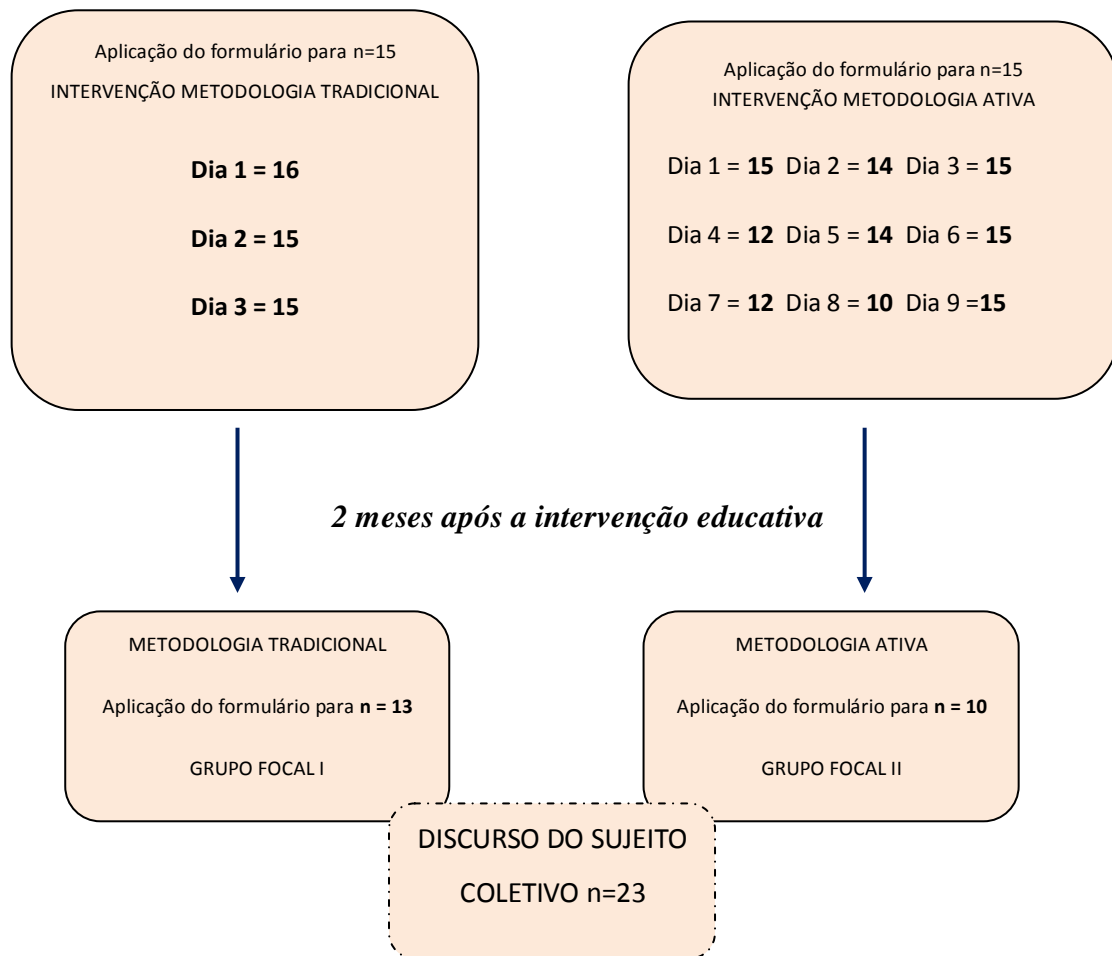 Aplicação do formulário para n=15
INTERVENÇÃO METODOLOGIA TRADICIONAL
Dia 1 = 16
Dia 2 = 15
Dia 3 = 15
Aplicação do formulário para n=15
INTERVENÇÃO METODOLOGIA ATIVA
Dia 1 = 15 Dia 2 = 14 Dia 3 = 15
Dia 4 = 12 Dia 5 = 14 Dia 6 = 15
Dia 7 = 12 Dia 8 = 10 Dia 9 =15
2 meses após a intervenção educativa
METODOLOGIA TRADICIONAL
Aplicação do formulário para n = 13
GRUPO FOCAL I
METODOLOGIA ATIVA
Aplicação do formulário para n = 10
GRUPO FOCAL II
DISCURSO DO SUJEITO
COLETIVO n=23